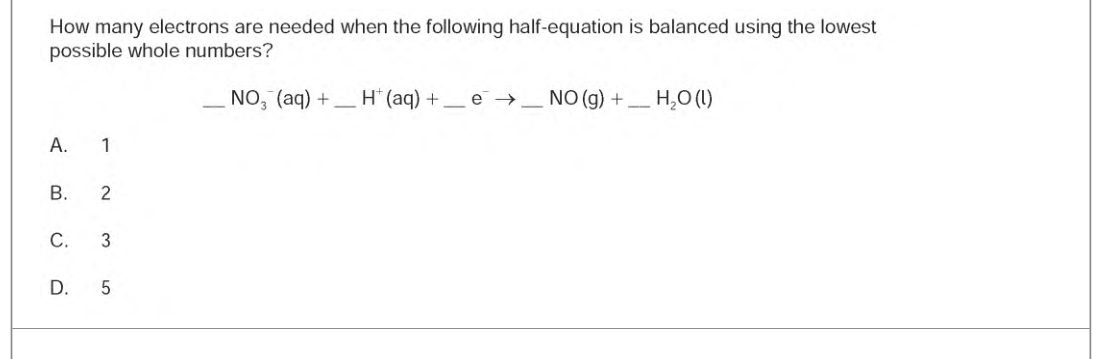 How many electrons are needed when the following half-equation is balanced using the lowest
possible whole numbers?
__ NO₃⁻ (aq) + __ H⁺ (aq) + __ e⁻ → __ NO (g) + __ H₂O (l)
A. 1
B. 2
C. 3
D. 5